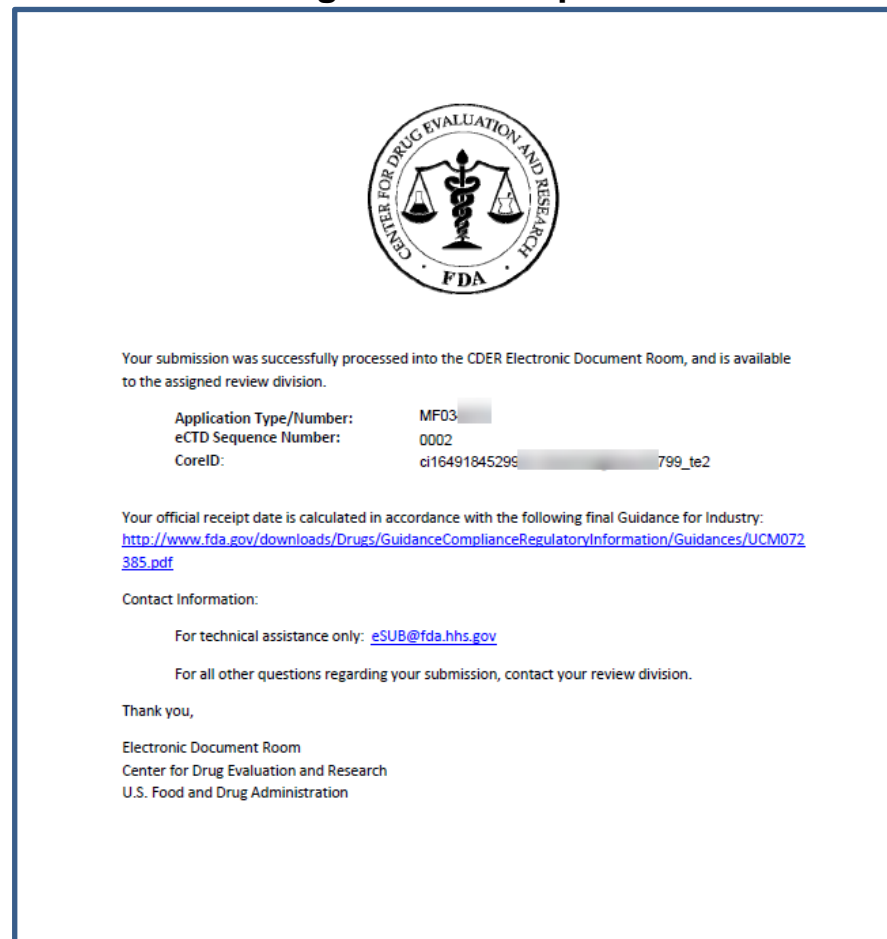 CENTER FOR DRUG EVALUATION AND RESEARCH
· FDA ·
Your submission was successfully processed into the CDER Electronic Document Room, and is available
to the assigned review division.
Application Type/Number: MF03
eCTD Sequence Number: 0002
CoreID: ci16491845299 799_te2
Your official receipt date is calculated in accordance with the following final Guidance for Industry:
http://www.fda.gov/downloads/Drugs/GuidanceComplianceRegulatoryInformation/Guidances/UCM072
385.pdf
Contact Information:
For technical assistance only: eSUB@fda.hhs.gov
For all other questions regarding your submission, contact your review division.
Thank you,
Electronic Document Room
Center for Drug Evaluation and Research
U.S. Food and Drug Administration